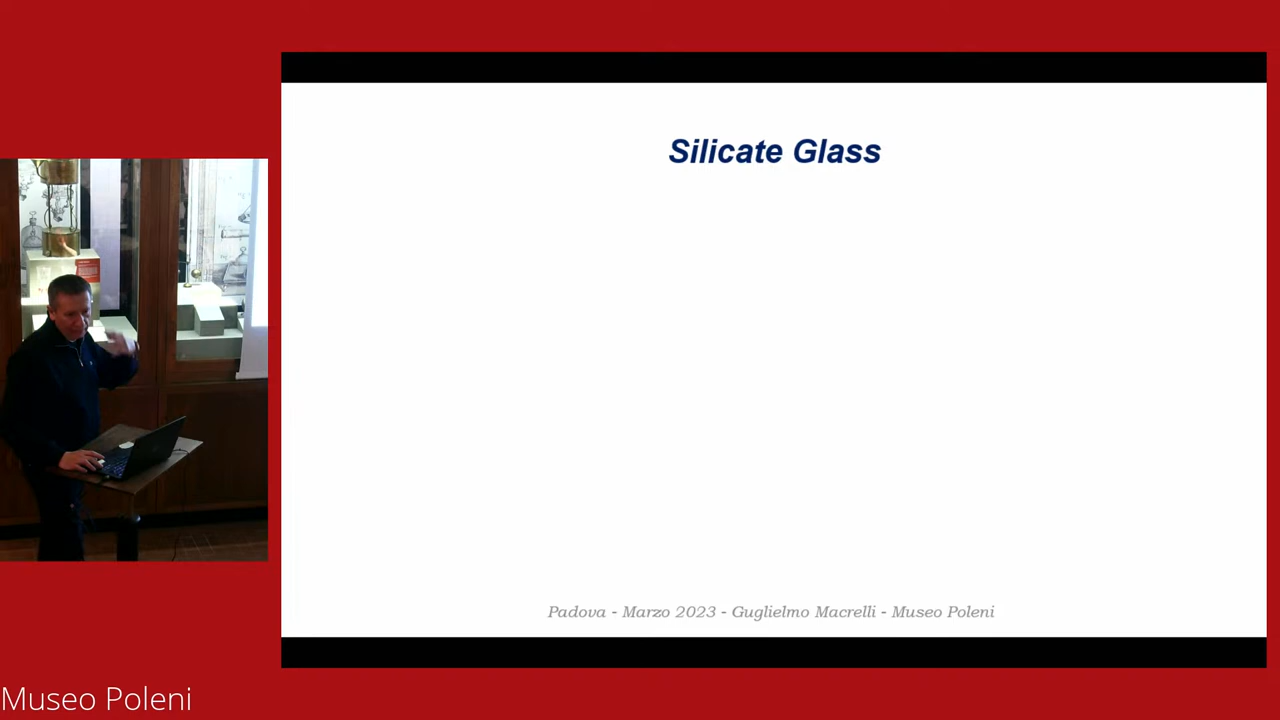 Silicate Glass
Padova - Marzo 2023 - Guglielmo Macrelli - Museo Poleni
Museo Poleni